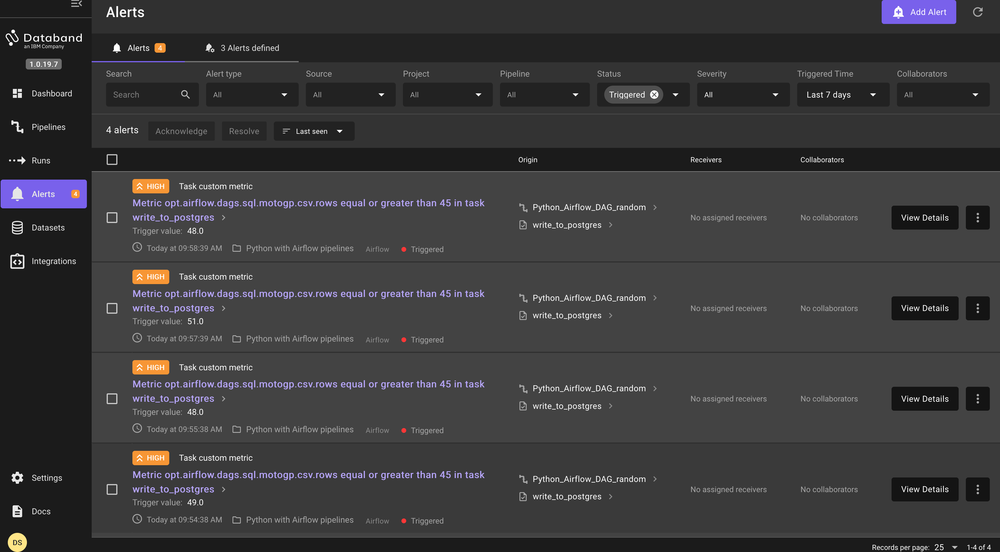 Alerts
Add Alert
Databand
an IBM Company
1.0.19.7
Dashboard
Pipelines
Runs
Alerts 4
Datasets
Integrations
Settings
Docs
DS
Alerts 4
3 Alerts defined
Search Alert type Source Project Pipeline Status Severity Triggered Time Collaborators
Search All All All All Triggered All Last 7 days All
4 alerts Acknowledge Resolve Last seen
Origin Receivers Collaborators
HIGH Task custom metric
Metric opt.airflow.dags.sql.motogp.csv.rows equal or greater than 45 in task
write_to_postgres
Trigger value: 48.0
Today at 09:58:39 AM Python with Airflow pipelines Airflow Triggered
Python_Airflow_DAG_random
write_to_postgres
No assigned receivers
No collaborators
View Details
HIGH Task custom metric
Metric opt.airflow.dags.sql.motogp.csv.rows equal or greater than 45 in task
write_to_postgres
Trigger value: 51.0
Today at 09:57:39 AM Python with Airflow pipelines Airflow Triggered
Python_Airflow_DAG_random
write_to_postgres
No assigned receivers
No collaborators
View Details
HIGH Task custom metric
Metric opt.airflow.dags.sql.motogp.csv.rows equal or greater than 45 in task
write_to_postgres
Trigger value: 48.0
Today at 09:55:38 AM Python with Airflow pipelines Airflow Triggered
Python_Airflow_DAG_random
write_to_postgres
No assigned receivers
No collaborators
View Details
HIGH Task custom metric
Metric opt.airflow.dags.sql.motogp.csv.rows equal or greater than 45 in task
write_to_postgres
Trigger value: 49.0
Today at 09:54:38 AM Python with Airflow pipelines Airflow Triggered
Python_Airflow_DAG_random
write_to_postgres
No assigned receivers
No collaborators
View Details
Records per page: 25 1-4 of 4